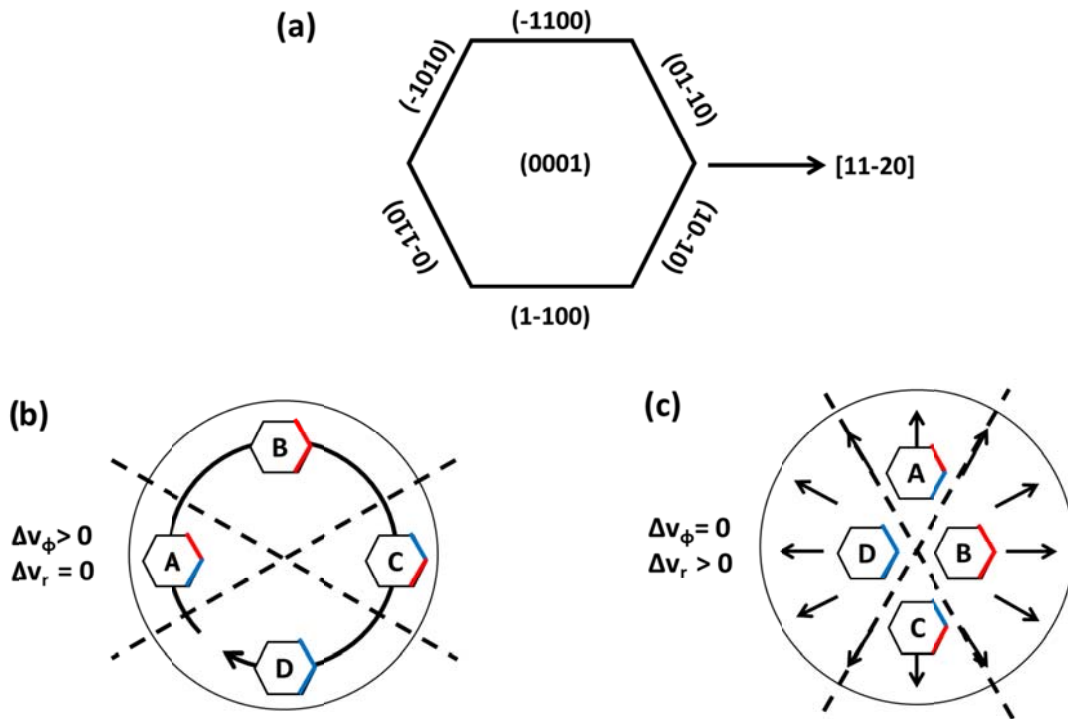 (a)
(-1100)
(-1010)
(01-10)
(0001)
[11-20]
(0-110)
(10-10)
(1-100)
(b)
B
Δvϕ> 0
Δvr = 0
A
C
D
(c)
A
Δvϕ= 0
Δvr > 0
D
B
C